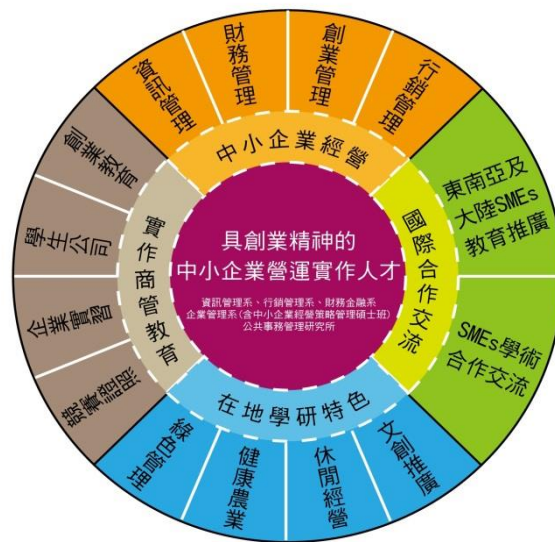 具創業精神的
中小企業營運實作人才
資訊管理系、行銷管理系、財務金融系
企業管理系(含中小企業經營策略管理碩士班)
公共事務管理研究所
中小企業經營
資訊管理
財務管理
創業管理
行銷管理
國際合作交流
東南亞及
大陸SMEs
教育推廣
SMEs學術
合作交流
在地學研特色
文創推廣
休閒經營
健康農業
綠色管理
實作商管教育
競賽證照
企業實習
學生公司
創業教育